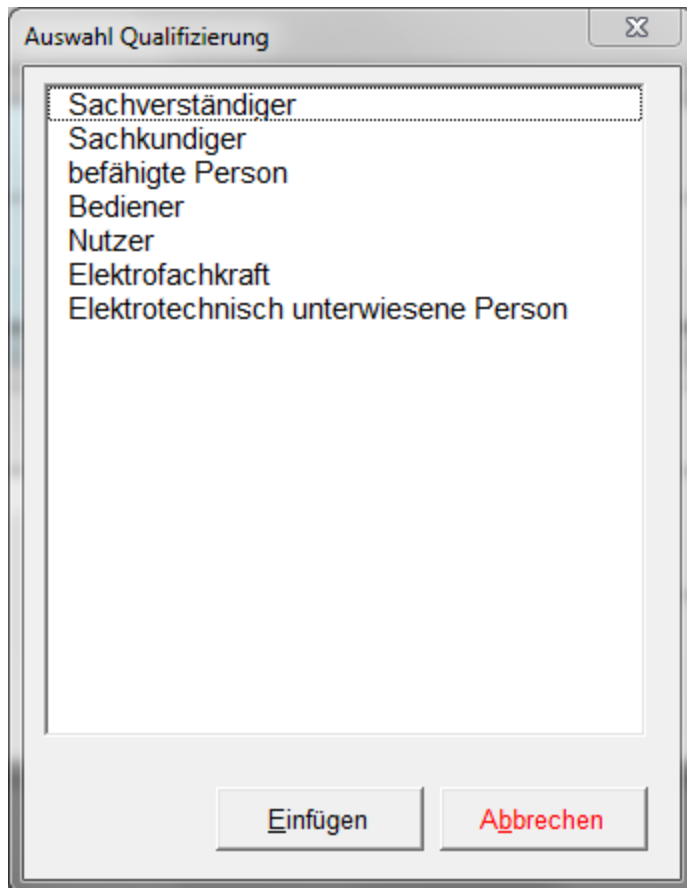 Auswahl Qualifizierung
Sachverständiger
Sachkundiger
befähigte Person
Bediener
Nutzer
Elektrofachkraft
Elektrotechnisch unterwiesene Person
Einfügen
Abbrechen